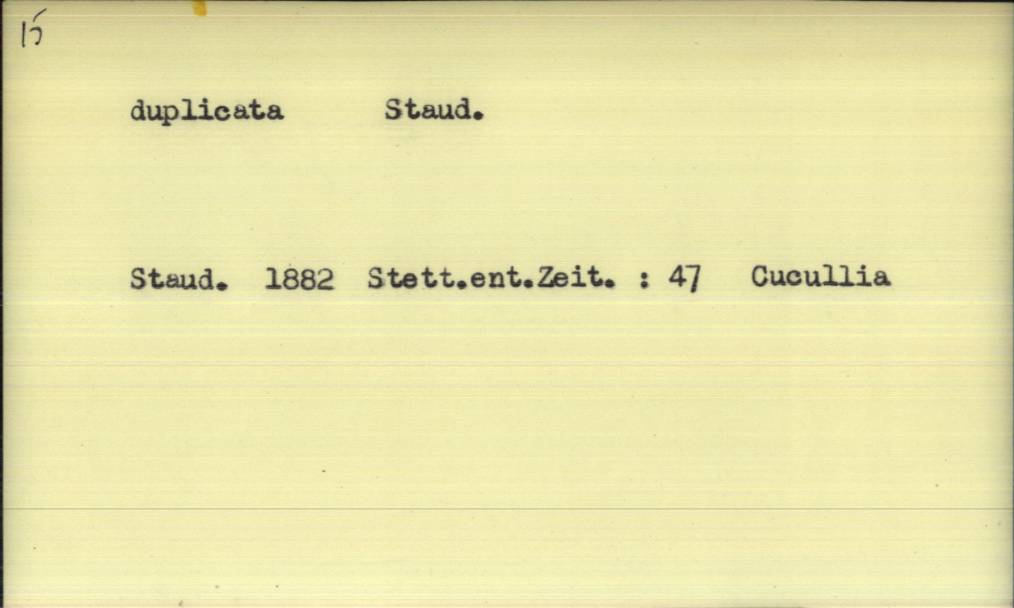 15
duplicata Staud.
Staud. 1882 Stett.ent.Zeit. : 47 Cucullia